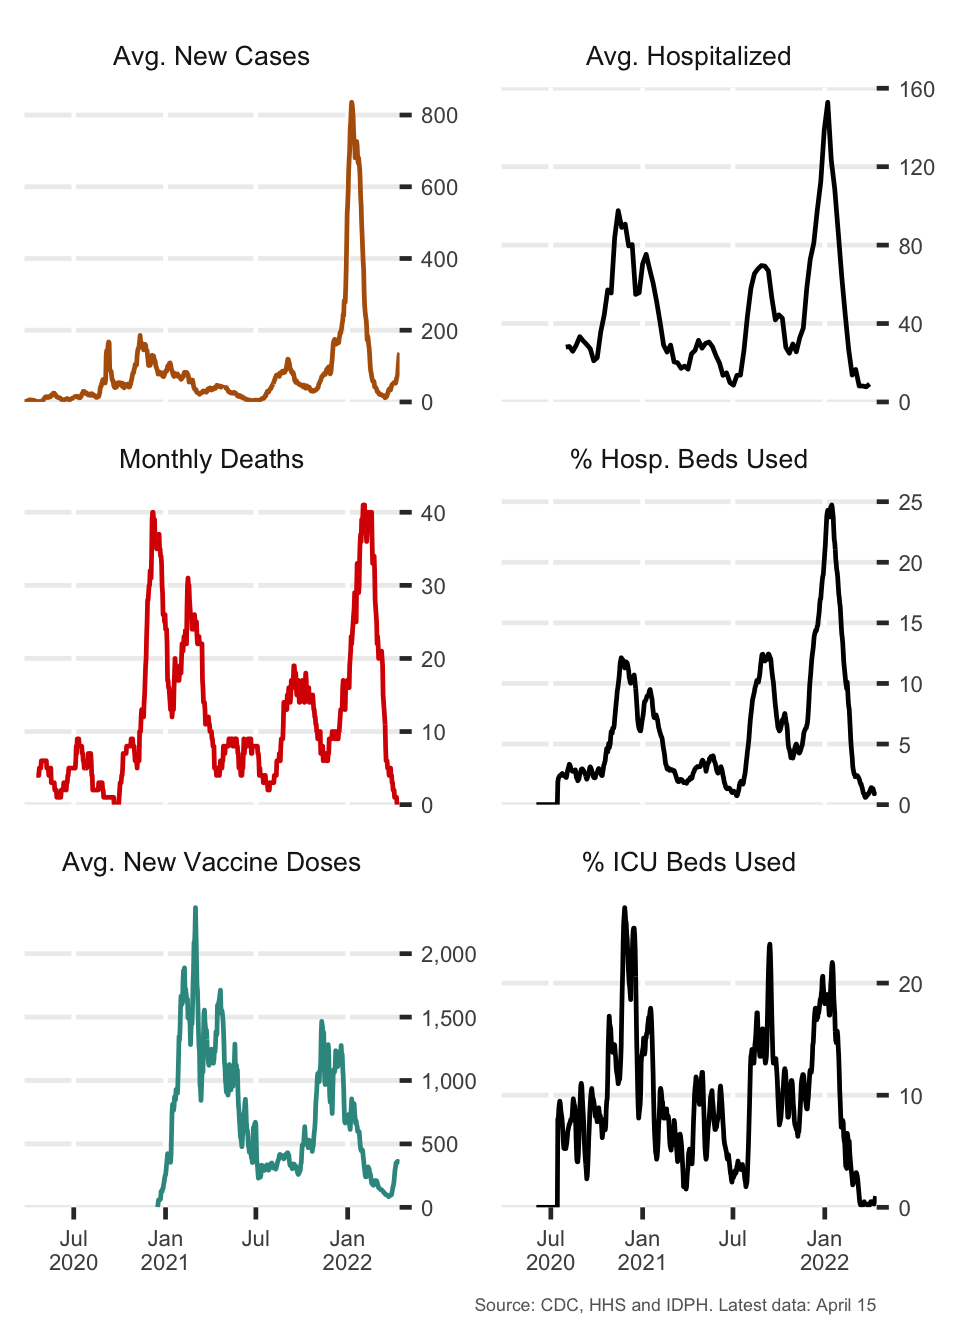 Avg. New Cases
800
600
400
200
0
Avg. Hospitalized
160
120
80
40
0
Monthly Deaths
40
30
20
10
0
% Hosp. Beds Used
25
20
15
10
5
0
Avg. New Vaccine Doses
2,000
1,500
1,000
500
0
Jul
2020
Jan
2021
Jul
Jan
2022
% ICU Beds Used
20
10
0
Jul
2020
Jan
2021
Jul
Jan
2022
Source: CDC, HHS and IDPH. Latest data: April 15